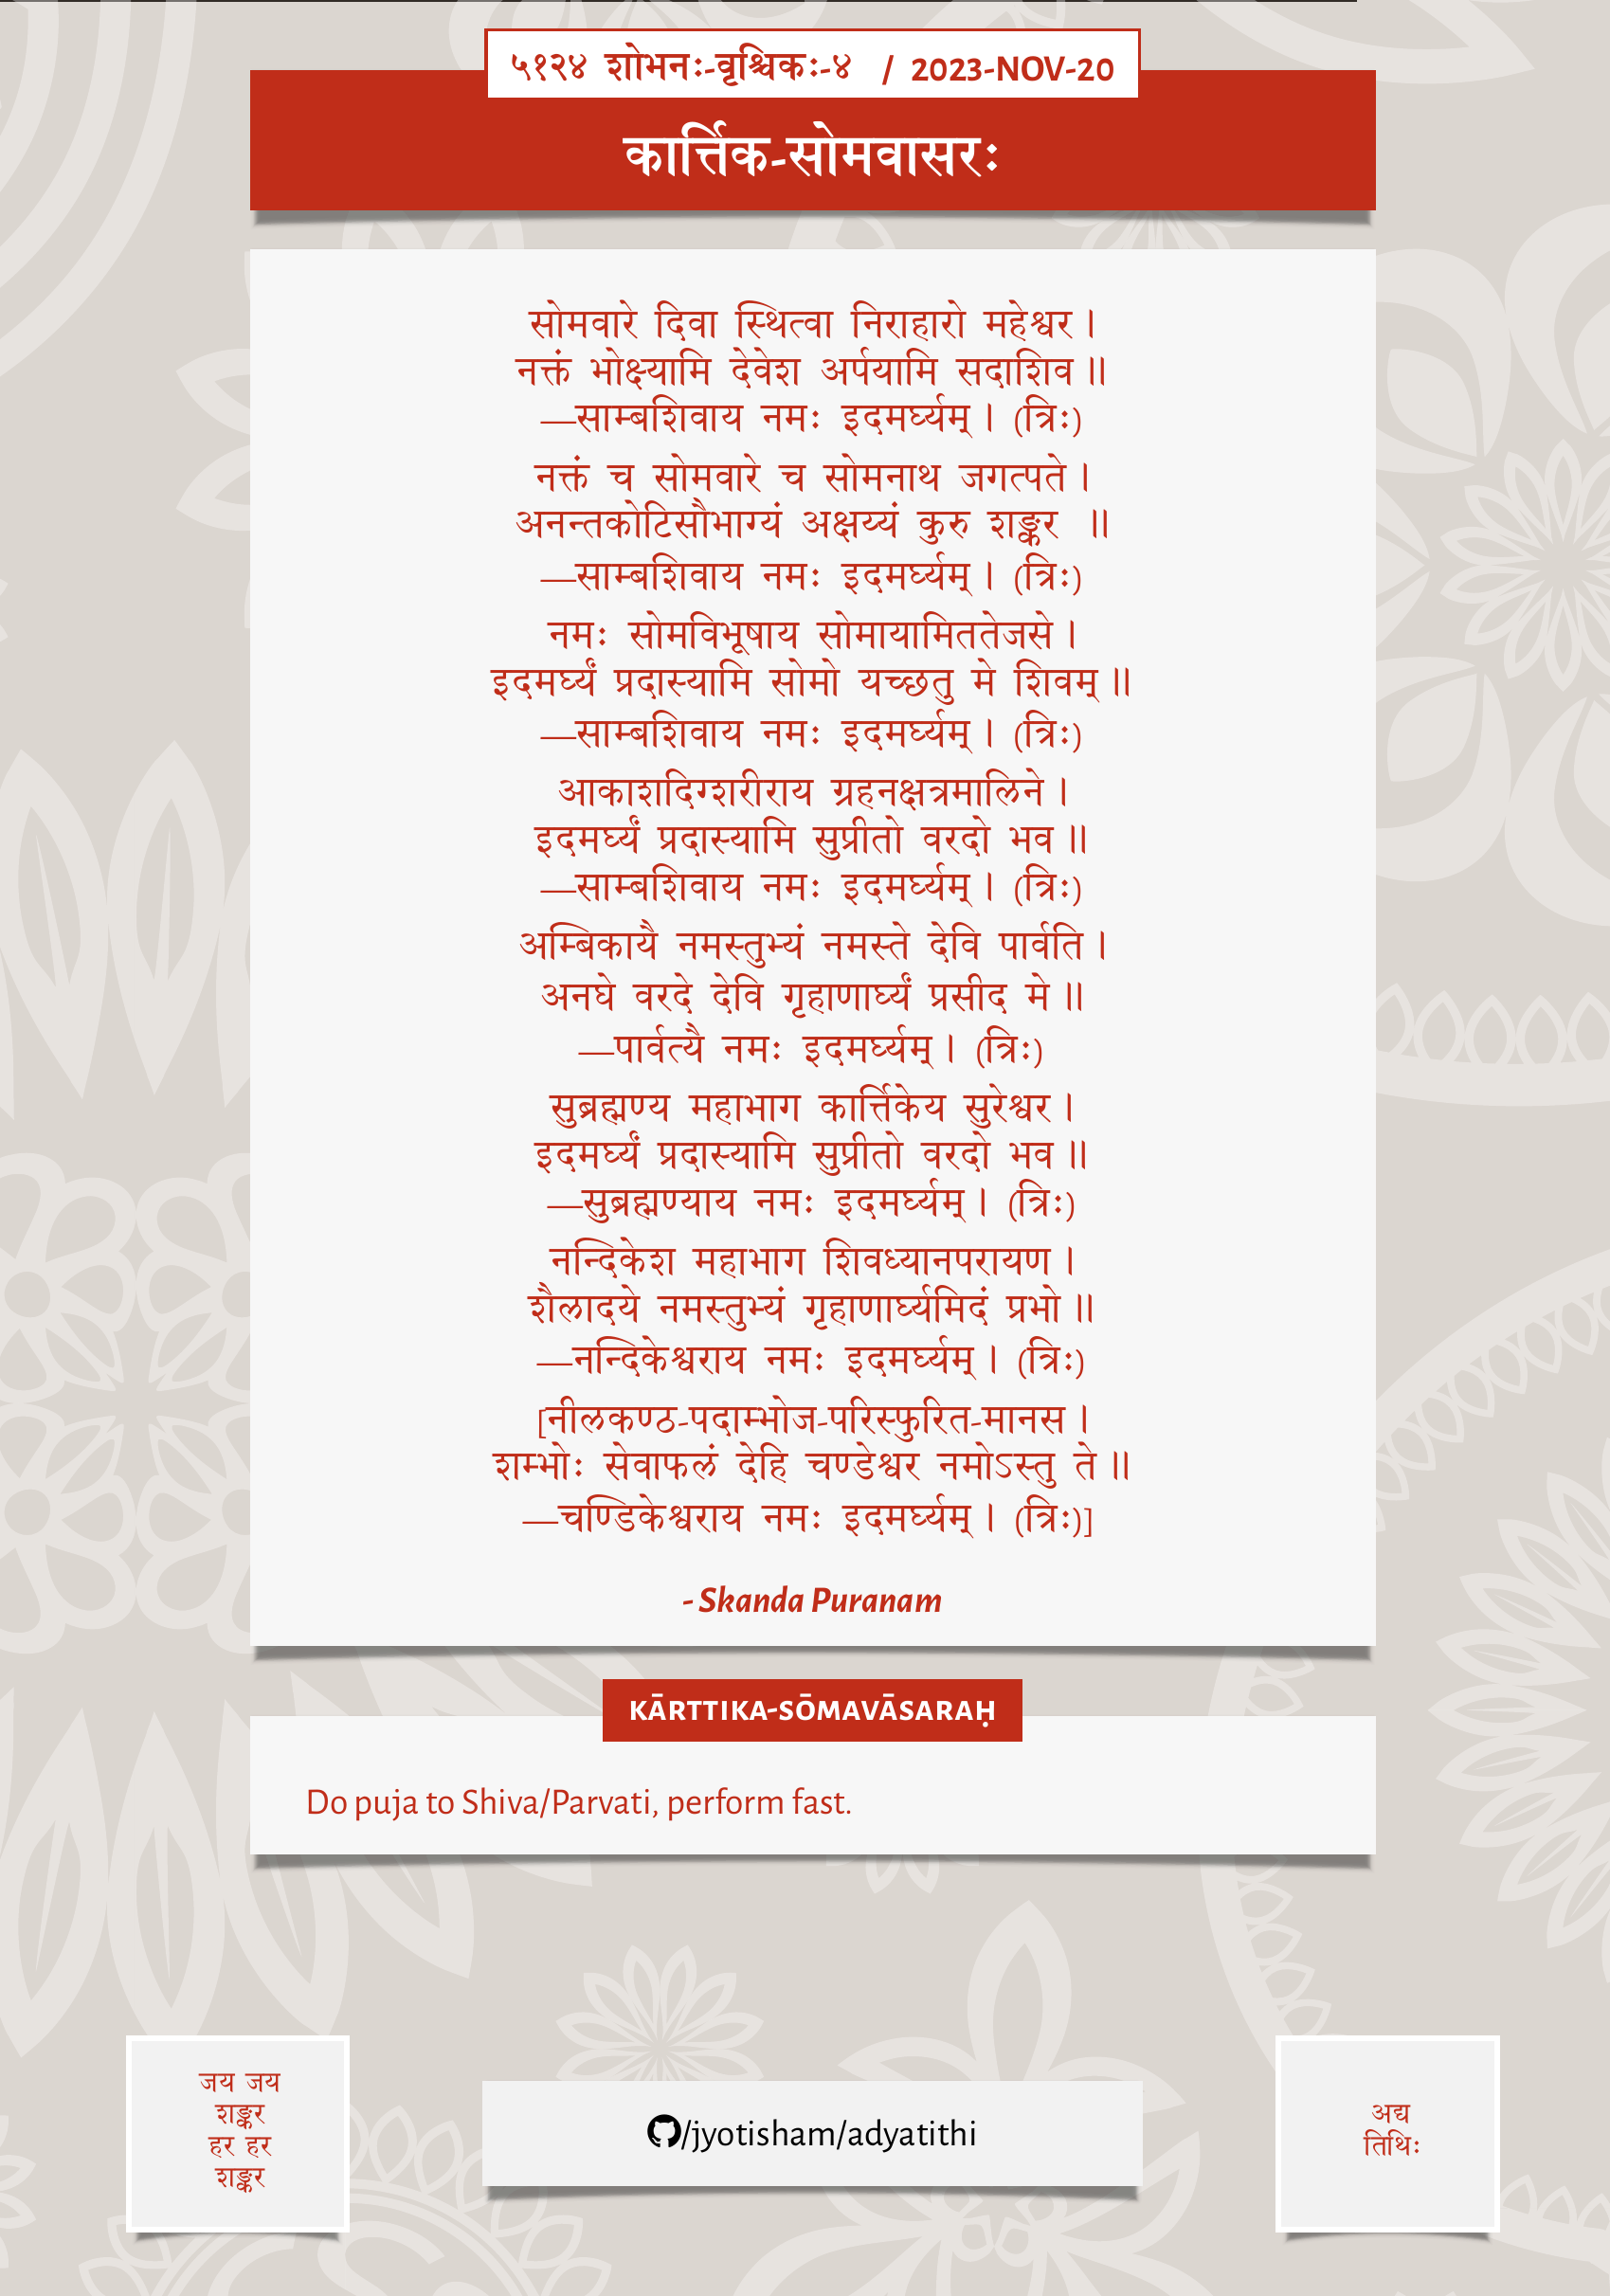 ५१२४ शोभनः-वृश्चिकः-४ / 2023-NOV-20
कार्त्तिक-सोमवासरः
सोमवारे दिवा स्थित्वा निराहारो महेश्वर।
नक्तं भोक्ष्यामि देवेश अर्पयामि सदाशिव॥
—साम्बशिवाय नमः इदमर्घ्यम्। (त्रिः)
नक्तं च सोमवारे च सोमनाथ जगत्पते।
अनन्तकोटिसौभाग्यं अक्षय्यं कुरु शङ्कर ॥
—साम्बशिवाय नमः इदमर्घ्यम्। (त्रिः)
नमः सोमविभूषाय सोमायामिततेजसे।
इदमर्घ्यं प्रदास्यामि सोमो यच्छतु मे शिवम्॥
—साम्बशिवाय नमः इदमर्घ्यम्। (त्रिः)
आकाशदिग्शरीराय ग्रहनक्षत्रमालिने।
इदमर्घ्यं प्रदास्यामि सुप्रीतो वरदो भव॥
—साम्बशिवाय नमः इदमर्घ्यम्। (त्रिः)
अम्बिकायै नमस्तुभ्यं नमस्ते देवि पार्वति।
अनघे वरदे देवि गृहाणार्घ्यं प्रसीद मे॥
—पार्वत्यै नमः इदमर्घ्यम्। (त्रिः)
सुब्रह्मण्य महाभाग कार्त्तिकेय सुरेश्वर।
इदमर्घ्यं प्रदास्यामि सुप्रीतो वरदो भव॥
—सुब्रह्मण्याय नमः इदमर्घ्यम्। (त्रिः)
नन्दिकेश महाभाग शिवध्यानपरायण।
शैलादये नमस्तुभ्यं गृहाणार्घ्यमिदं प्रभो॥
—नन्दिकेश्वराय नमः इदमर्घ्यम्। (त्रिः)
[नीलकण्ठ-पदाम्भोज-परिस्फुरित-मानस।
शम्भोः सेवाफलं देहि चण्डेश्वर नमोऽस्तु ते॥
—चण्डिकेश्वराय नमः इदमर्घ्यम्। (त्रिः)]
- Skanda Puranam
KĀRTTIKA-SŌMAVĀSARAḤ
Do puja to Shiva/Parvati, perform fast.
जय जय
शङ्कर
हर हर
शङ्कर
/jyotisham/adyatithi
अद्य
तिथिः